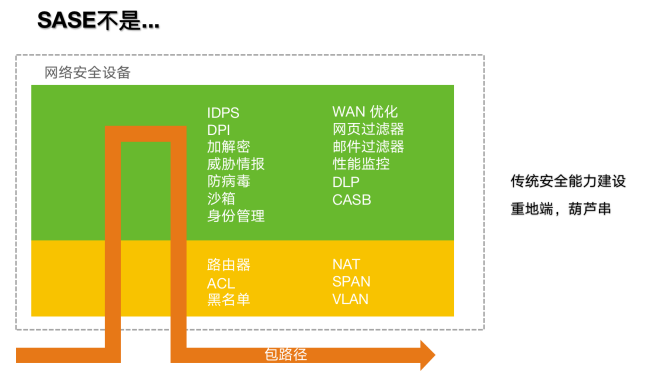 SASE不是...
网络安全设备
IDPS
DPI
加解密
威胁情报
防病毒
沙箱
身份管理
WAN 优化
网页过滤器
邮件过滤器
性能监控
DLP
CASB
传统安全能力建设
重地端，葫芦串
路由器
ACL
黑名单
NAT
SPAN
VLAN
包路径